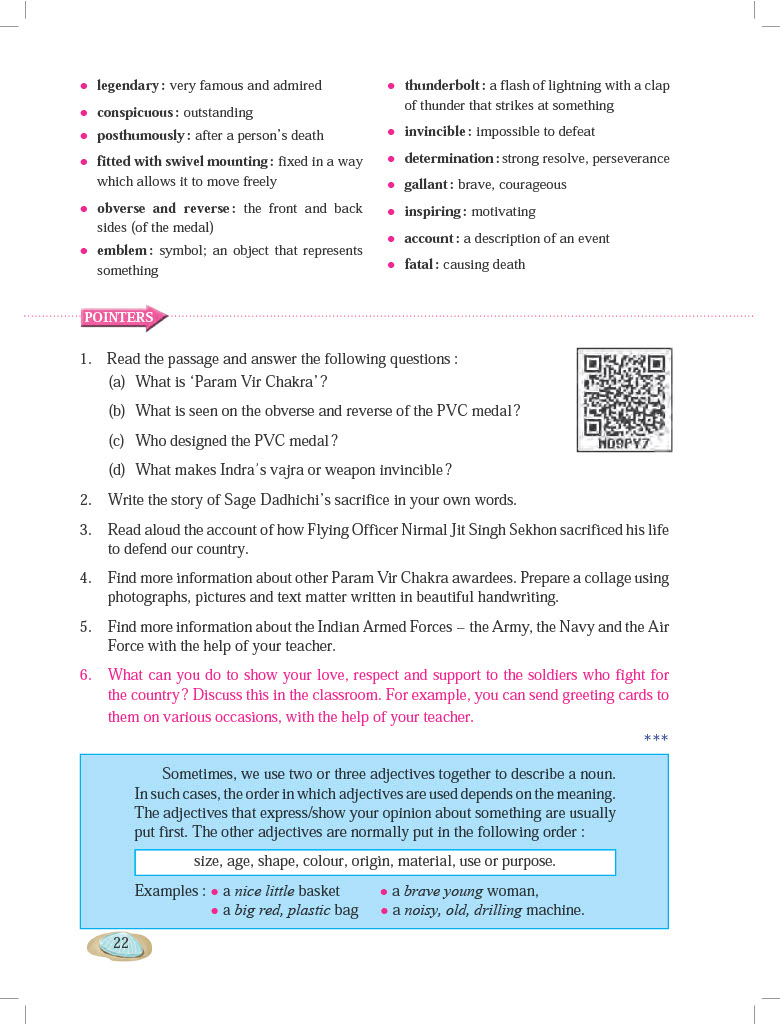 • legendary : very famous and admired
• conspicuous : outstanding
• posthumously : after a person's death
• fitted with swivel mounting : fixed in a way
which allows it to move freely
• obverse and reverse : the front and back
sides (of the medal)
• emblem : symbol; an object that represents
something
• thunderbolt : a flash of lightning with a clap
of thunder that strikes at something
• invincible : impossible to defeat
• determination : strong resolve, perseverance
• gallant : brave, courageous
• inspiring : motivating
• account : a description of an event
• fatal : causing death
POINTERS
1. Read the passage and answer the following questions :
(a) What is ‘Param Vir Chakra’?
(b) What is seen on the obverse and reverse of the PVC medal?
(c) Who designed the PVC medal?
(d) What makes Indra's vajra or weapon invincible?
NO9PY7
2. Write the story of Sage Dadhichi's sacrifice in your own words.
3. Read aloud the account of how Flying Officer Nirmal Jit Singh Sekhon sacrificed his life
to defend our country.
4. Find more information about other Param Vir Chakra awardees. Prepare a collage using
photographs, pictures and text matter written in beautiful handwriting.
5. Find more information about the Indian Armed Forces – the Army, the Navy and the Air
Force with the help of your teacher.
6. What can you do to show your love, respect and support to the soldiers who fight for
the country? Discuss this in the classroom. For example, you can send greeting cards to
them on various occasions, with the help of your teacher.
***
Sometimes, we use two or three adjectives together to describe a noun.
In such cases, the order in which adjectives are used depends on the meaning.
The adjectives that express/show your opinion about something are usually
put first. The other adjectives are normally put in the following order :
size, age, shape, colour, origin, material, use or purpose.
Examples : • a nice little basket • a brave young woman,
• a big red, plastic bag • a noisy, old, drilling machine.
22